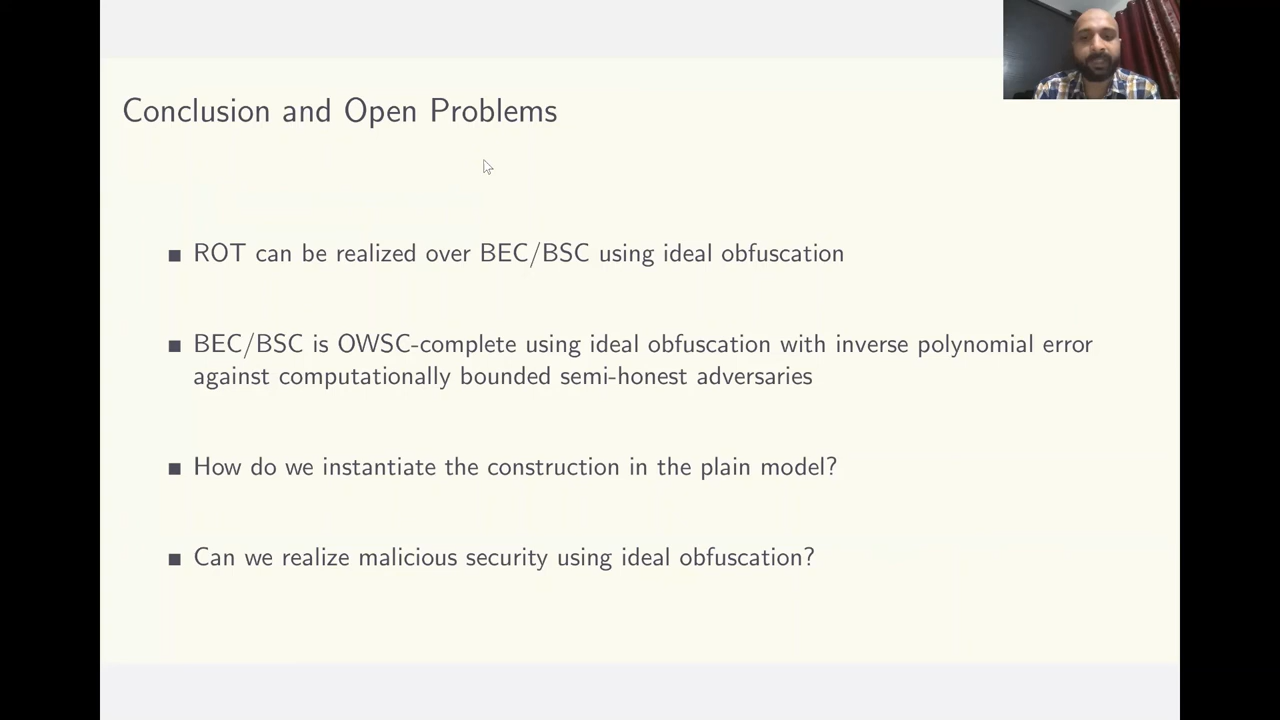 Conclusion and Open Problems
■ ROT can be realized over BEC/BSC using ideal obfuscation
■ BEC/BSC is OWSC-complete using ideal obfuscation with inverse polynomial error
against computationally bounded semi-honest adversaries
■ How do we instantiate the construction in the plain model?
■ Can we realize malicious security using ideal obfuscation?